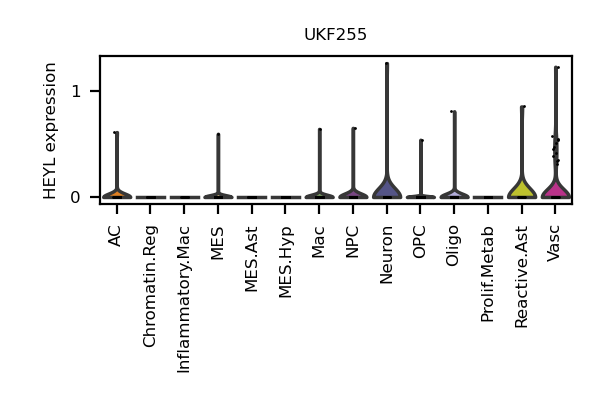 UKF255
HEYL expression
1
0
AC
Chromatin.Reg
Inflammatory.Mac
MES
MES.Ast
MES.Hyp
Mac
NPC
Neuron
OPC
Oligo
Prolif.Metab
Reactive.Ast
Vasc